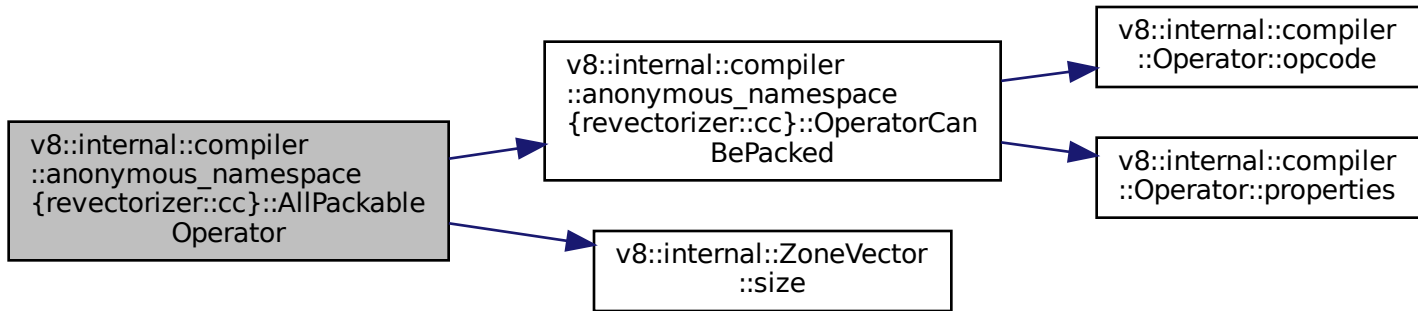 v8::internal::compiler
::anonymous_namespace
{revectorizer::cc}::AllPackable
Operator
v8::internal::compiler
::anonymous_namespace
{revectorizer::cc}::OperatorCan
BePacked
v8::internal::ZoneVector
::size
v8::internal::compiler
::Operator::opcode
v8::internal::compiler
::Operator::properties